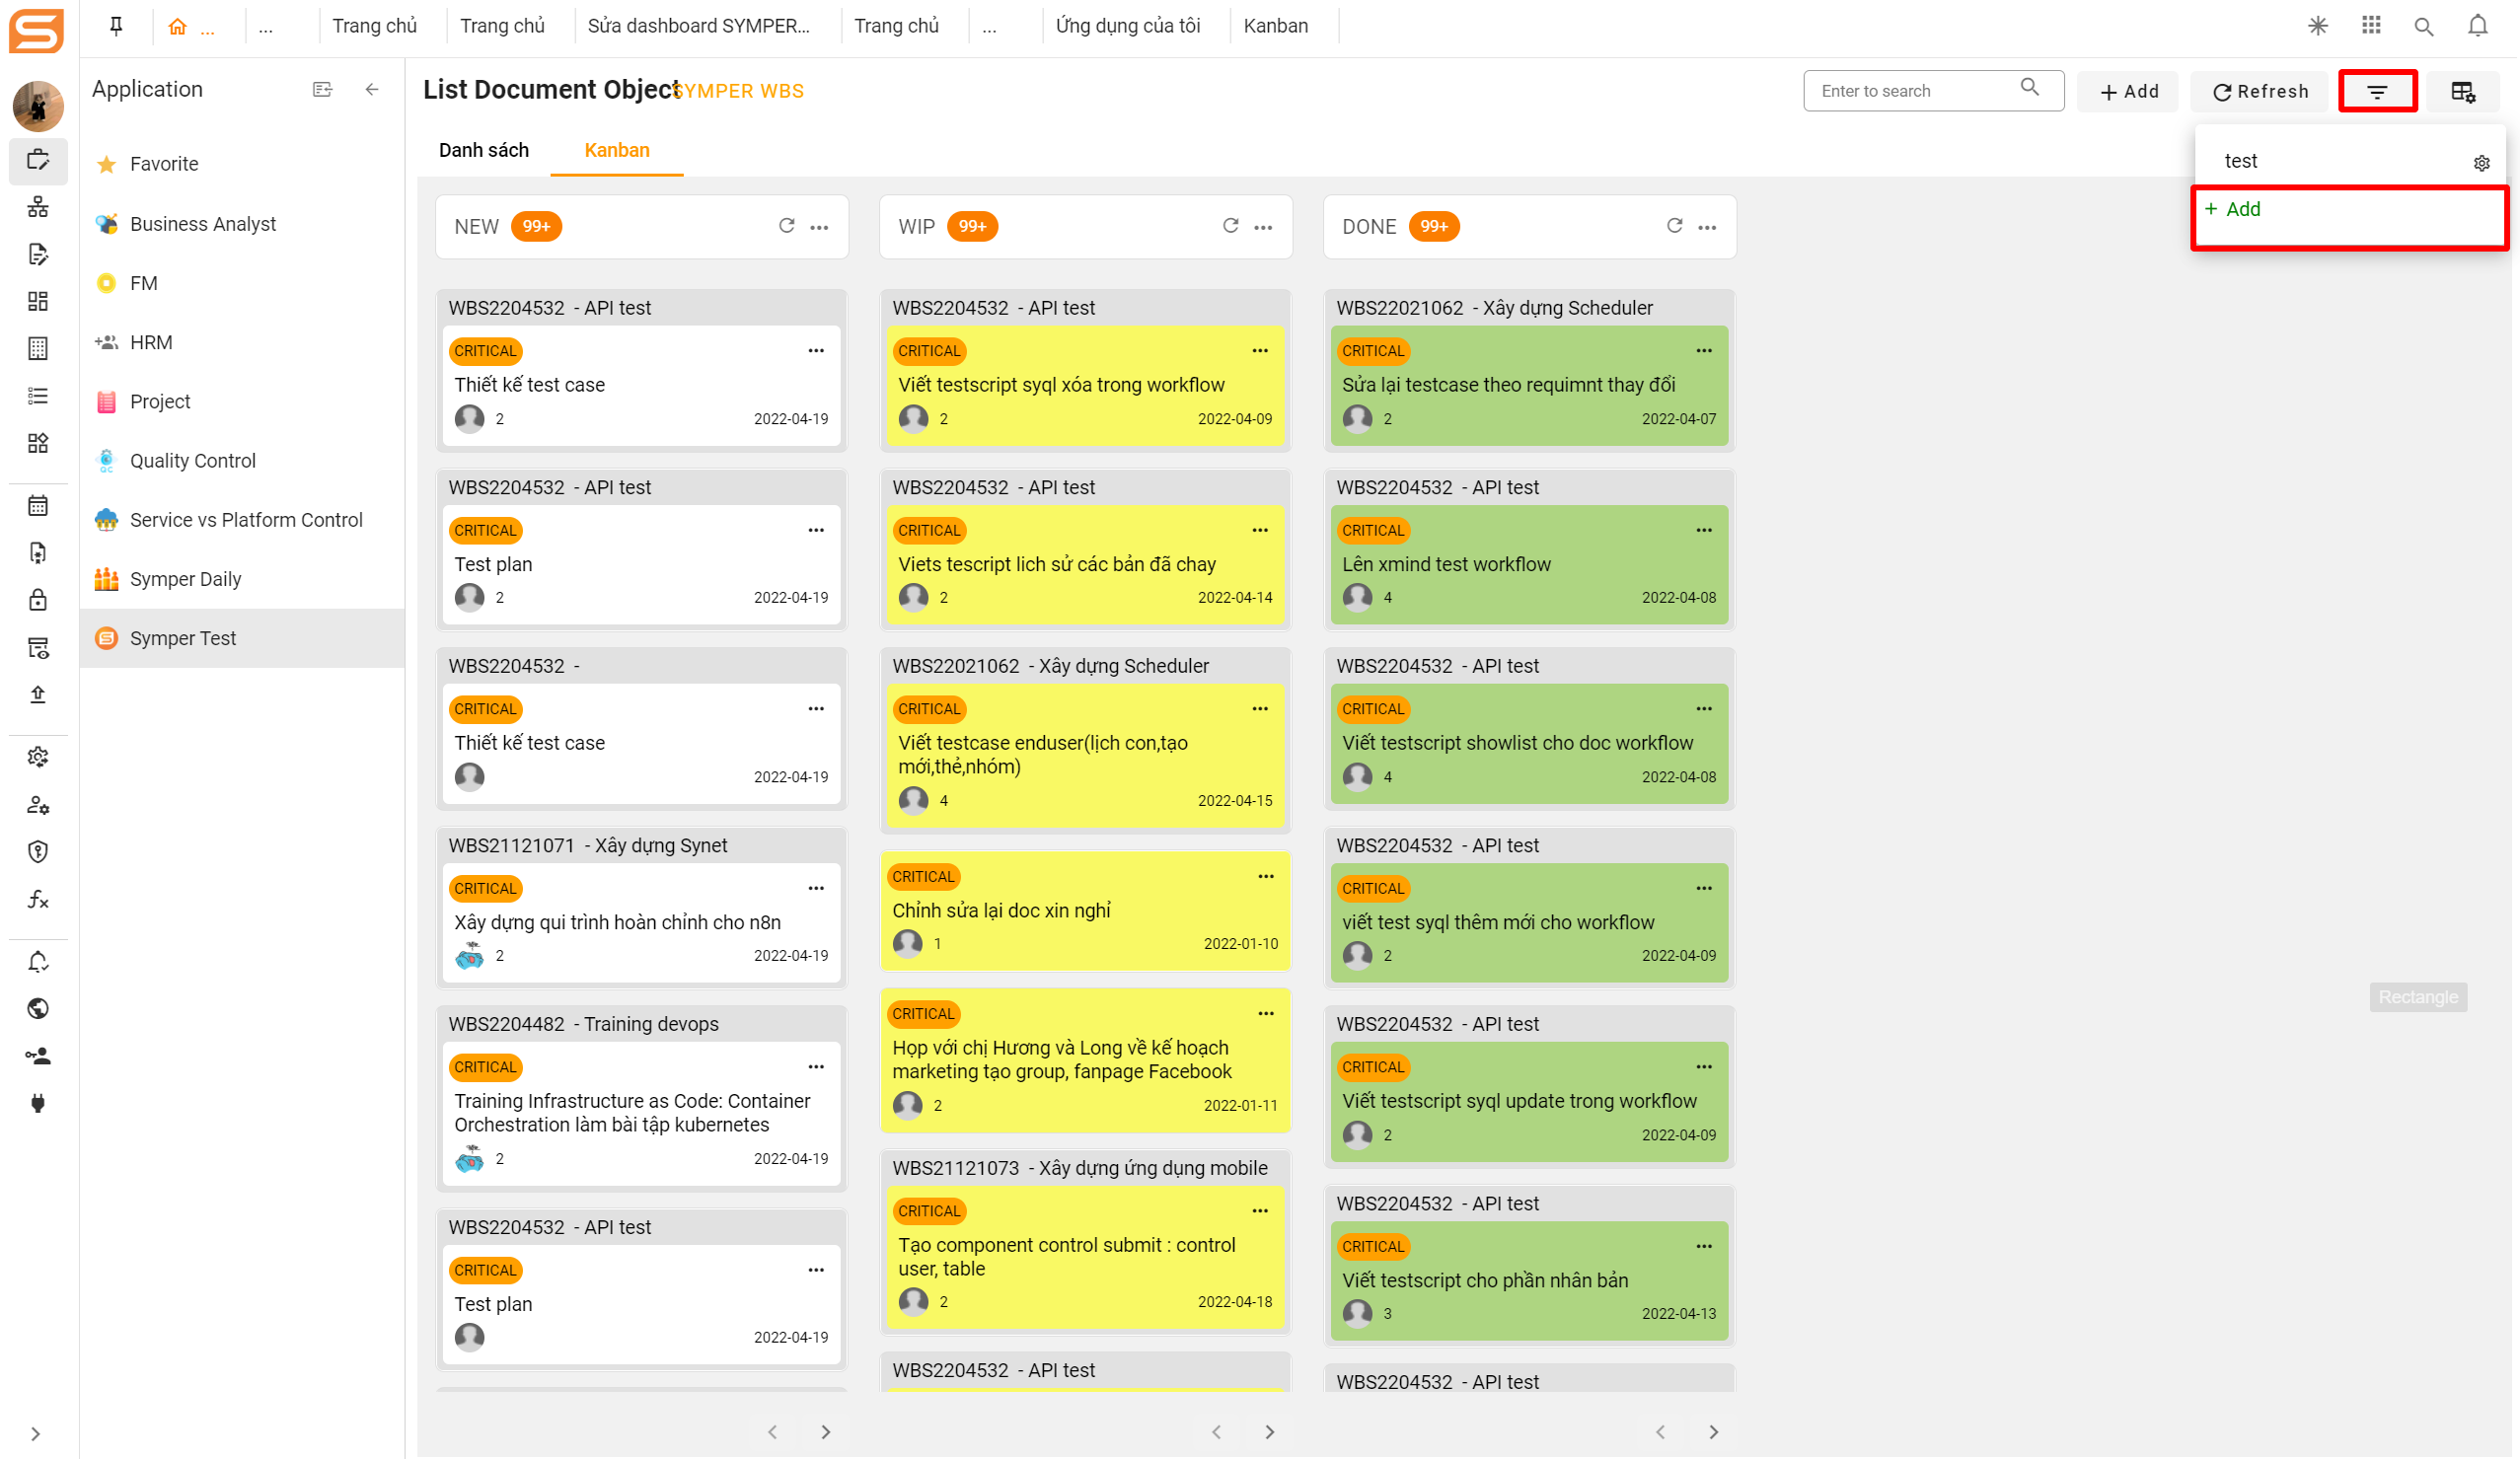 ...
...
Trang chủ
Trang chủ
Sửa dashboard SYMPER...
Trang chủ
...
Ứng dụng của tôi
Kanban
Application
Favorite
Business Analyst
FM
HRM
Project
Quality Control
Service vs Platform Control
Symper Daily
Symper Test
List Document Object
SYMPER WBS
Enter to search
+ Add
Refresh
test
+ Add
Danh sách
Kanban
NEW 99+
WBS2204532 - API test
CRITICAL
Thiết kế test case
2 2022-04-19
WBS2204532 - API test
CRITICAL
Test plan
2 2022-04-19
WBS2204532 -
CRITICAL
Thiết kế test case
2022-04-19
WBS21121071 - Xây dựng Synet
CRITICAL
Xây dựng qui trình hoàn chỉnh cho n8n
2 2022-04-19
WBS2204482 - Training devops
CRITICAL
Training Infrastructure as Code: Container
Orchestration làm bài tập kubernetes
2 2022-04-19
WBS2204532 - API test
CRITICAL
Test plan
2022-04-19
WIP 99+
WBS2204532 - API test
CRITICAL
Viết testscript syql xóa trong workflow
2 2022-04-09
WBS2204532 - API test
CRITICAL
Viets tescript lich sử các bản đã chay
2 2022-04-14
WBS22021062 - Xây dựng Scheduler
CRITICAL
Viết testcase enduser(lịch con,tạo
mới,thẻ,nhóm)
4 2022-04-15
CRITICAL
Chỉnh sửa lại doc xin nghỉ
1 2022-01-10
CRITICAL
Họp với chị Hương và Long về kế hoạch
marketing tạo group, fanpage Facebook
2 2022-01-11
WBS21121073 - Xây dựng ứng dụng mobile
CRITICAL
Tạo component control submit : control
user, table
2 2022-04-18
WBS2204532 - API test
DONE 99+
WBS22021062 - Xây dựng Scheduler
CRITICAL
Sửa lại testcase theo requimnt thay đổi
2 2022-04-07
WBS2204532 - API test
CRITICAL
Lên xmind test workflow
4 2022-04-08
WBS2204532 - API test
CRITICAL
Viết testscript showlist cho doc workflow
4 2022-04-08
WBS2204532 - API test
CRITICAL
viết test syql thêm mới cho workflow
2 2022-04-09
WBS2204532 - API test
CRITICAL
Viết testscript syql update trong workflow
2 2022-04-09
WBS2204532 - API test
CRITICAL
Viết testscript cho phần nhân bản
3 2022-04-13
WBS2204532 - API test
Rectangle